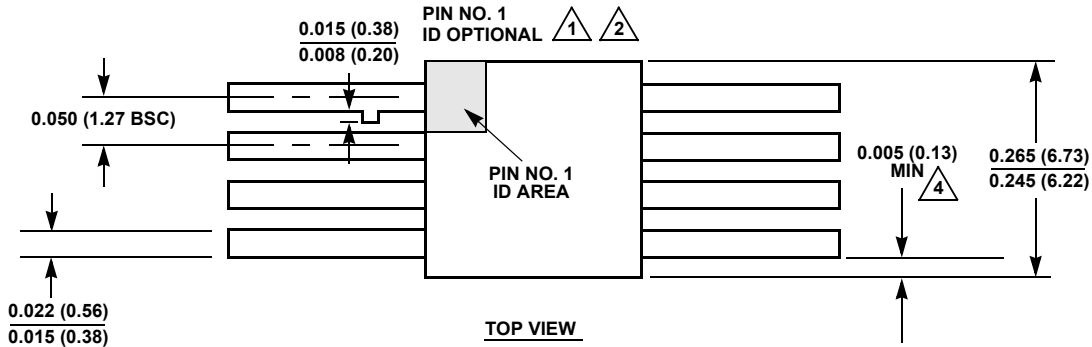 PIN NO. 1
ID OPTIONAL 1 2
0.015 (0.38)
0.008 (0.20)
0.050 (1.27 BSC)
PIN NO. 1
ID AREA
0.005 (0.13)
MIN 4
0.265 (6.73)
0.245 (6.22)
0.022 (0.56)
0.015 (0.38)
TOP VIEW